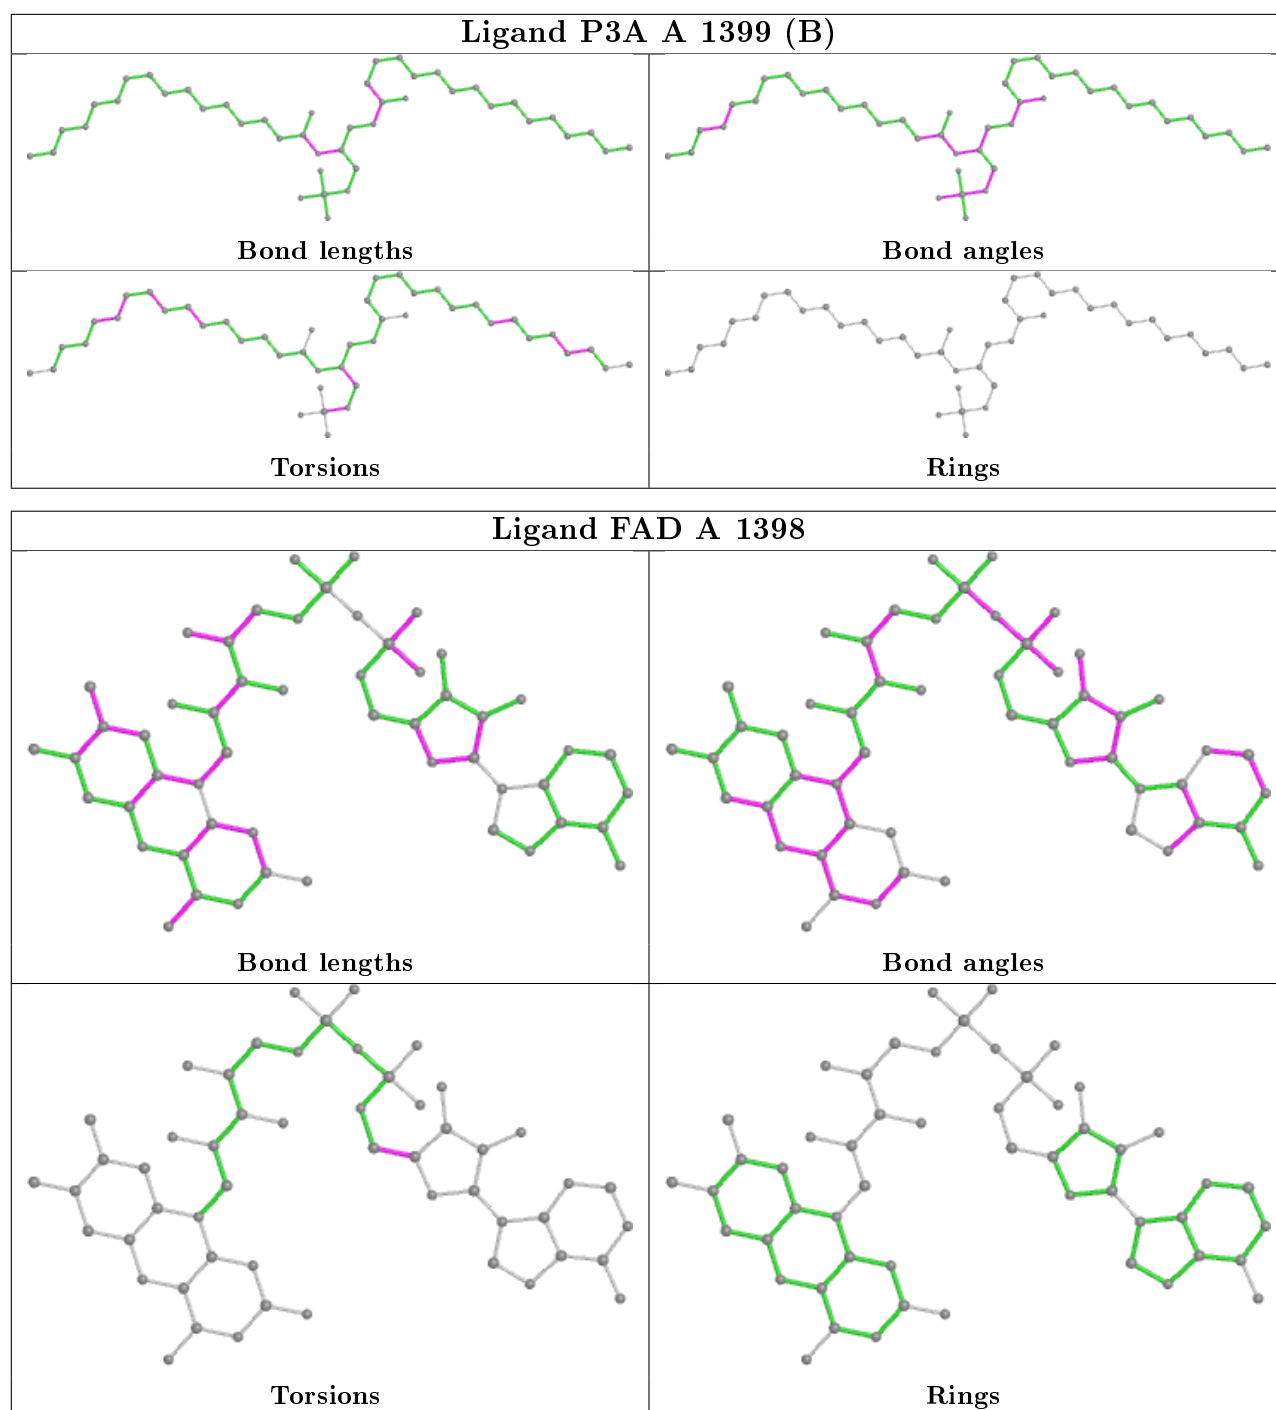 Ligand P3A A 1399 (B)
Bond lengths
Bond angles
Torsions
Rings
Ligand FAD A 1398
Bond lengths
Bond angles
Torsions
Rings